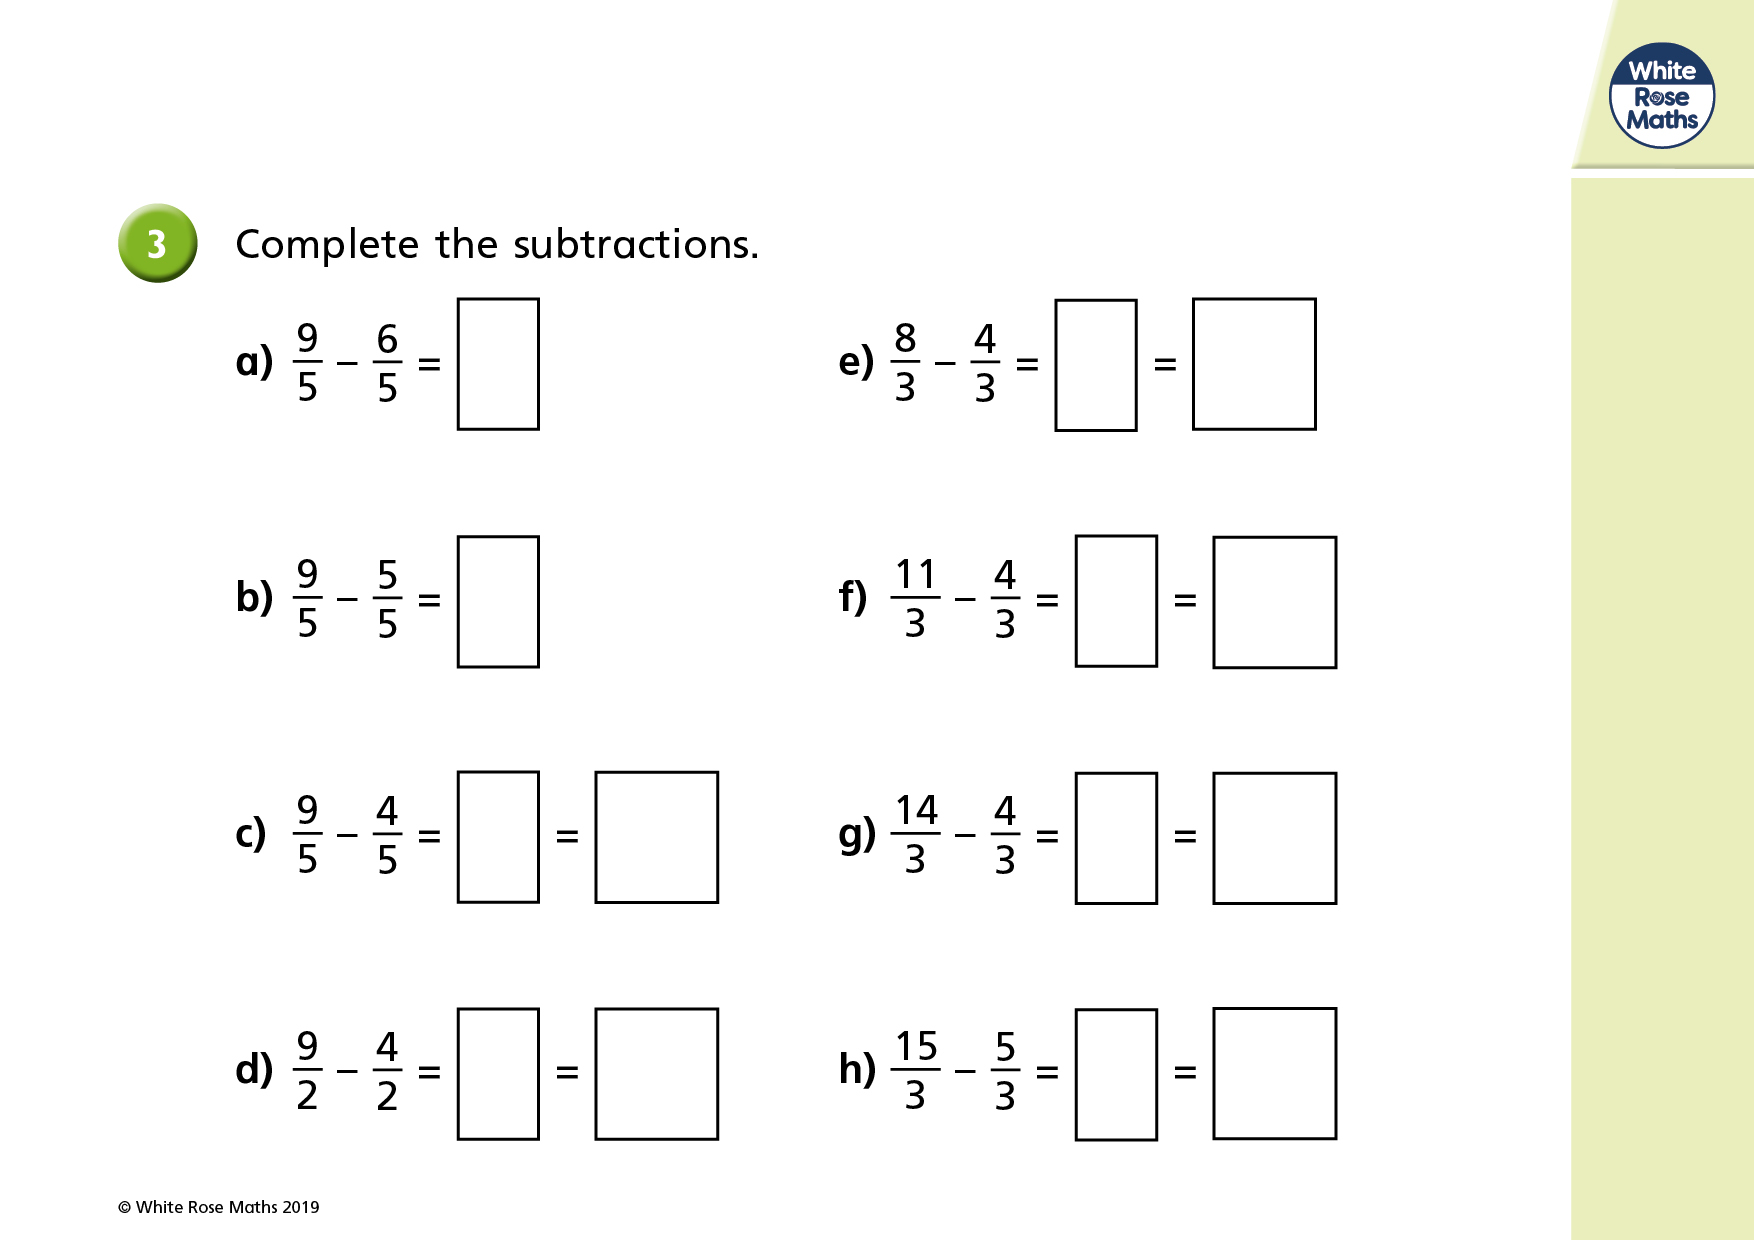 White
Rose
Maths
3 Complete the subtractions.
a) 9/5 – 6/5 =
b) 9/5 – 5/5 =
c) 9/5 – 4/5 = =
d) 9/2 – 4/2 = =
e) 8/3 – 4/3 = =
f) 11/3 – 4/3 = =
g) 14/3 – 4/3 = =
h) 15/3 – 5/3 = =
© White Rose Maths 2019